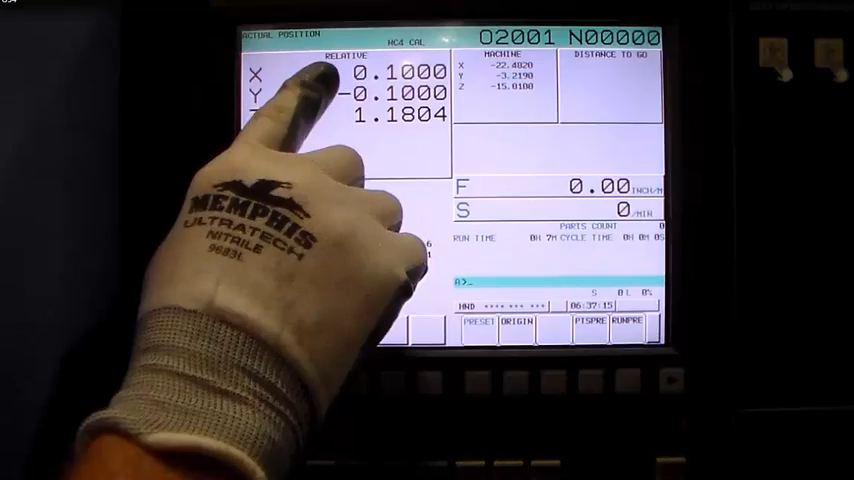 ACTUAL POSITION
NC4 CAL
O2001 N00000
RELATIVE
X 0.1000
Y -0.1000
1.1804
MACHINE
X -22.4820
Y -3.2190
Z -15.0100
DISTANCE TO GO
F 0.00 INCH/M
S 0 /MIN
PARTS COUNT 0
RUN TIME 0H 7M CYCLE TIME 0H 0M 0S
A>_
S 0 L 0%
HND **** *** *** 06:37:15
PRESET ORIGIN PTSPRE RUNPRE
MEMPHIS
ULTRATECH
NITRILE
9683L